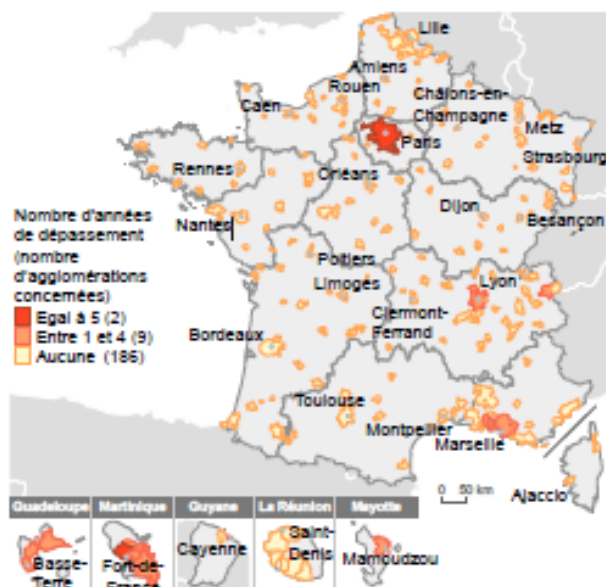 Lille
Amiens
Rouen
Caen
Châlons-en-
Champagne
Metz
Paris
Strasbourg
Rennes
Orléans
Nombre d'années
de dépassement
(nombre
d'agglomérations
concernées)
Egal à 5 (2)
Entre 1 et 4 (9)
Aucune (186)
Nantes
Dijon
Besançon
Poitiers
Limoges
Lyon
Clermont-
Ferrand
Bordeaux
Toulouse
Montpellier
Marseille
0 50 km
Ajaccio
Guadeloupe
Martinique
Guyane
La Réunion
Mayotte
Basse-
Terre
Fort-de-
France
Cayenne
Saint-
Denis
Mamoudzou